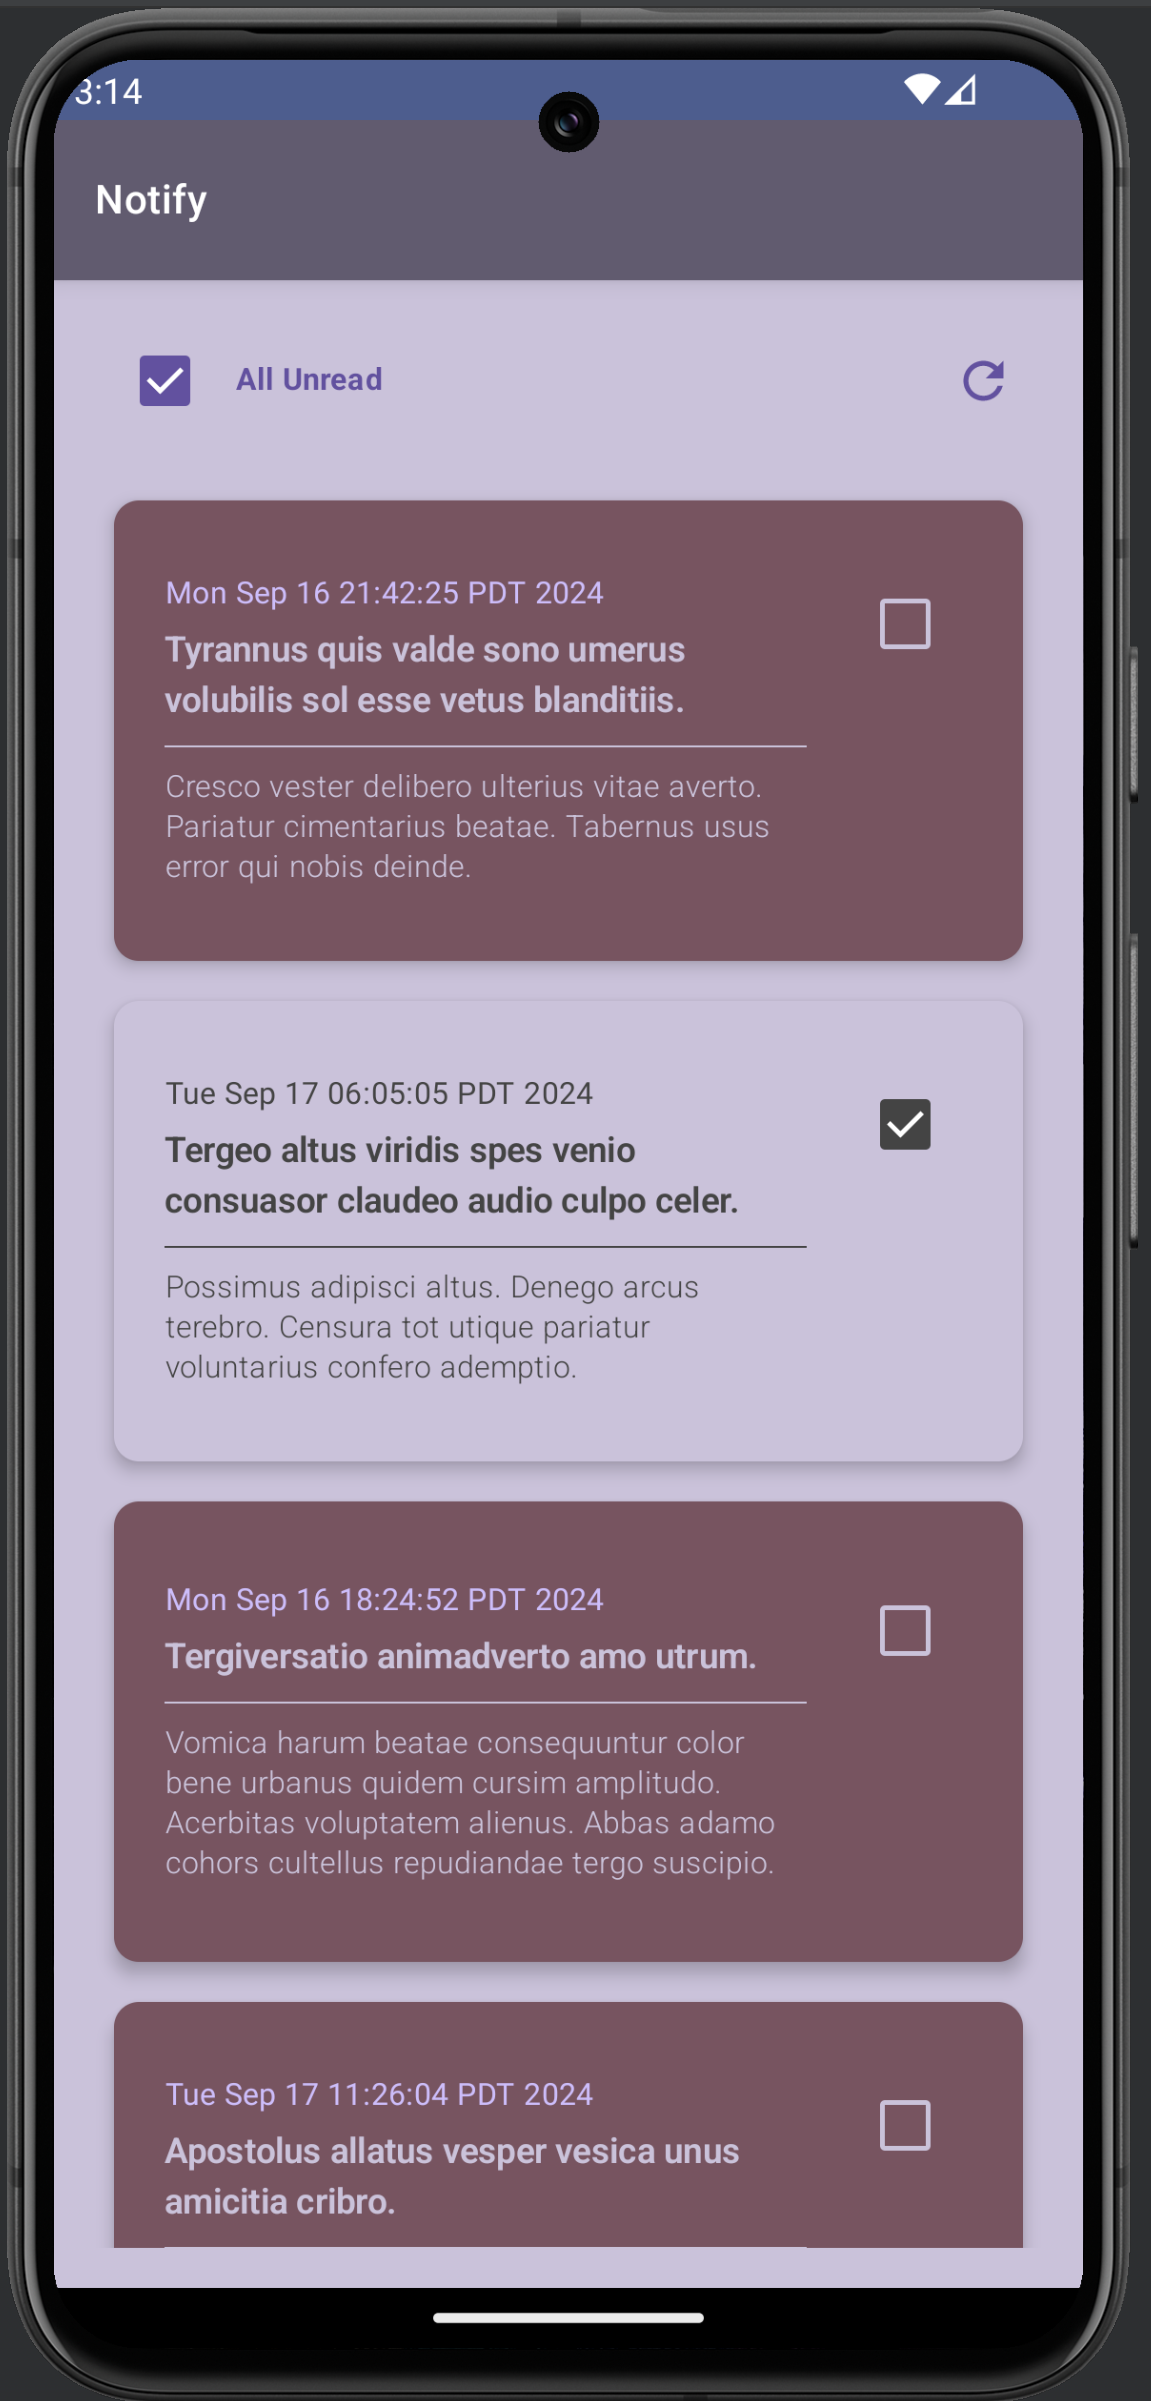 3:14
Notify
All Unread
Mon Sep 16 21:42:25 PDT 2024
Tyrannus quis valde sono umerus
volubilis sol esse vetus blanditiis.
Cresco vester delibero ulterius vitae averto.
Pariatur cimentarius beatae. Tabernus usus
error qui nobis deinde.
Tue Sep 17 06:05:05 PDT 2024
Tergeo altus viridis spes venio
consuasor claudeo audio culpo celer.
Possimus adipisci altus. Denego arcus
terebro. Censura tot utique pariatur
voluntarius confero ademptio.
Mon Sep 16 18:24:52 PDT 2024
Tergiversatio animadverto amo utrum.
Vomica harum beatae consequuntur color
bene urbanus quidem cursim amplitudo.
Acerbitas voluptatem alienus. Abbas adamo
cohors cultellus repudiandae tergo suscipio.
Tue Sep 17 11:26:04 PDT 2024
Apostolus allatus vesper vesica unus
amicitia cribro.